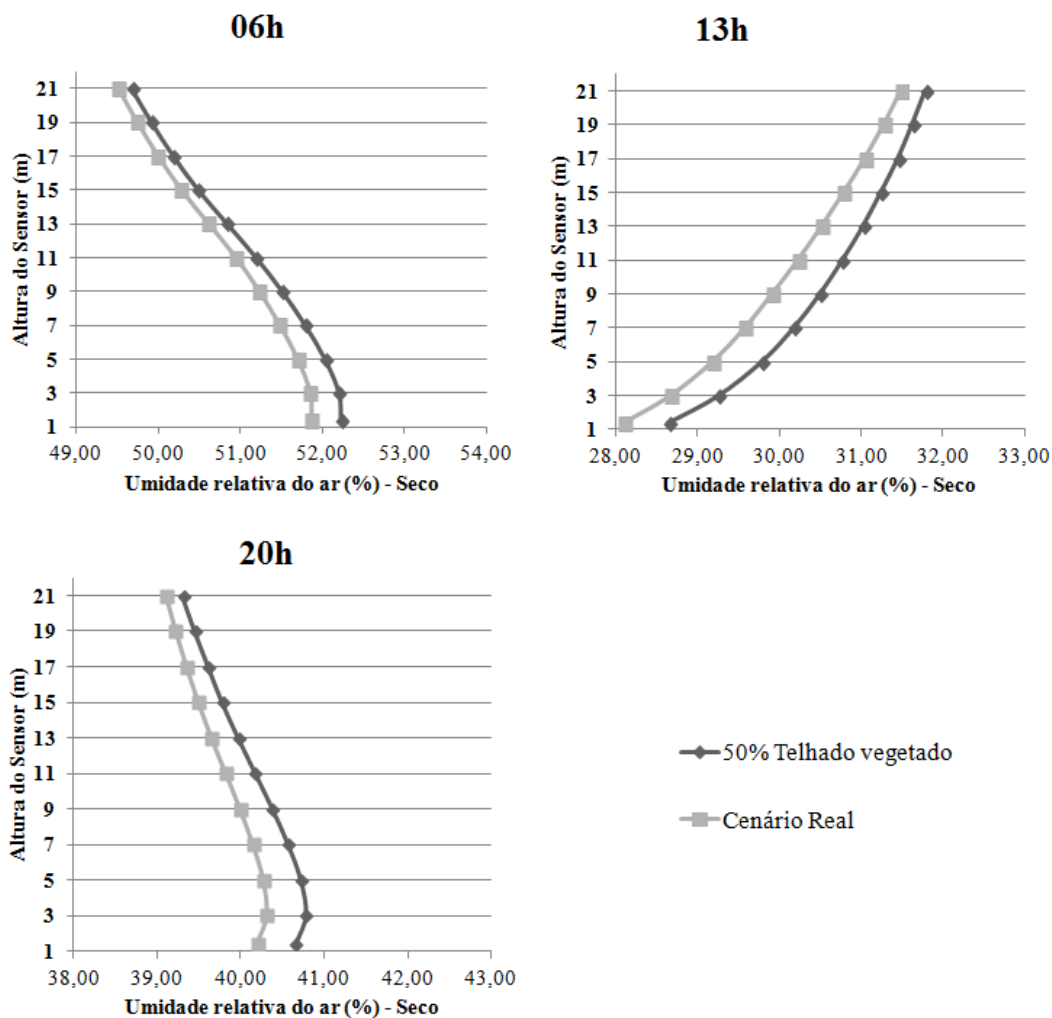 06h
Altura do Sensor (m)
21
19
17
15
13
11
9
7
5
3
1
49,00 50,00 51,00 52,00 53,00 54,00
Umidade relativa do ar (%) - Seco
13h
Altura do Sensor (m)
21
19
17
15
13
11
9
7
5
3
1
28,00 29,00 30,00 31,00 32,00 33,00
Umidade relativa do ar (%) - Seco
20h
Altura do Sensor (m)
21
19
17
15
13
11
9
7
5
3
1
38,00 39,00 40,00 41,00 42,00 43,00
Umidade relativa do ar (%) - Seco
50% Telhado vegetado
Cenário Real